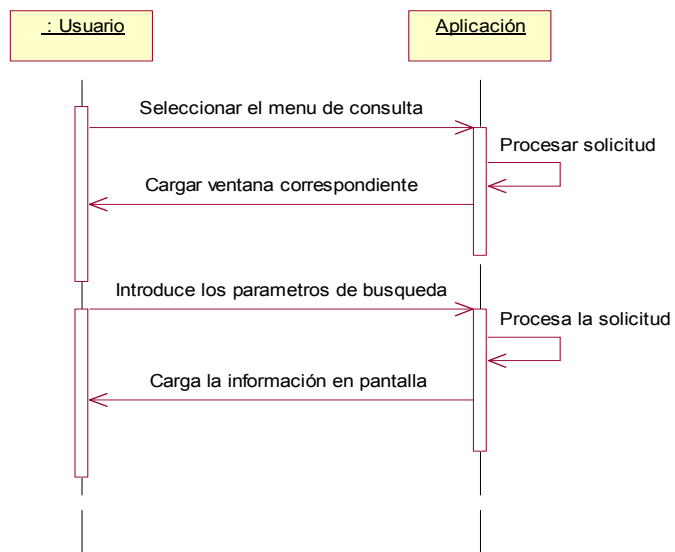 : Usuario
Aplicación
Seleccionar el menu de consulta
Procesar solicitud
Cargar ventana correspondiente
Introduce los parametros de busqueda
Procesa la solicitud
Carga la información en pantalla